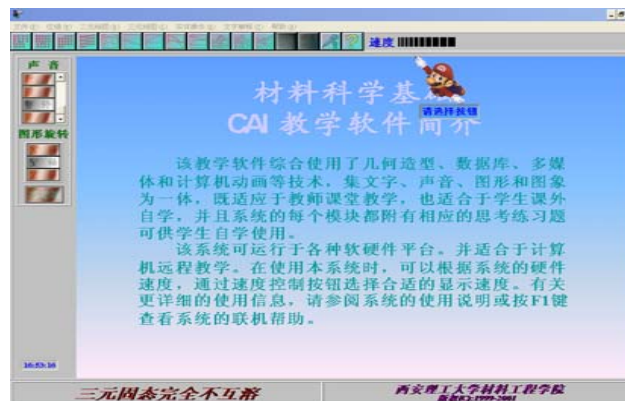 速度
声 音
图形旋转
材料科学基
请选择按钮
CAI 教学软件简介
该教学软件综合使用了几何造型、数据库、多媒
体和计算机动画等技术，集文字、声音、图形和图象
为一体，既适应于教师课堂教学，也适合于学生课外
自学，并且系统的每个模块都附有相应的思考练习题
可供学生自学使用。
该系统可运行于各种软硬件平台。并适合于计算
机远程教学。在使用本系统时，可以根据系统的硬件
速度，通过速度控制按钮选择合适的显示速度。有关
更详细的使用信息，请参阅系统的使用说明或按F1键
查看系统的联机帮助。
三元固态完全不互溶
西安理工大学材料工程学院